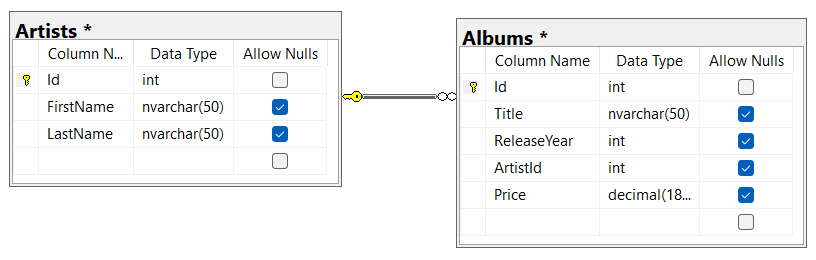 Artists *
Column N... Data Type Allow Nulls
Id int
FirstName nvarchar(50)
LastName nvarchar(50)
Albums *
Column Name Data Type Allow Nulls
Id int
Title nvarchar(50)
ReleaseYear int
ArtistId int
Price decimal(18...